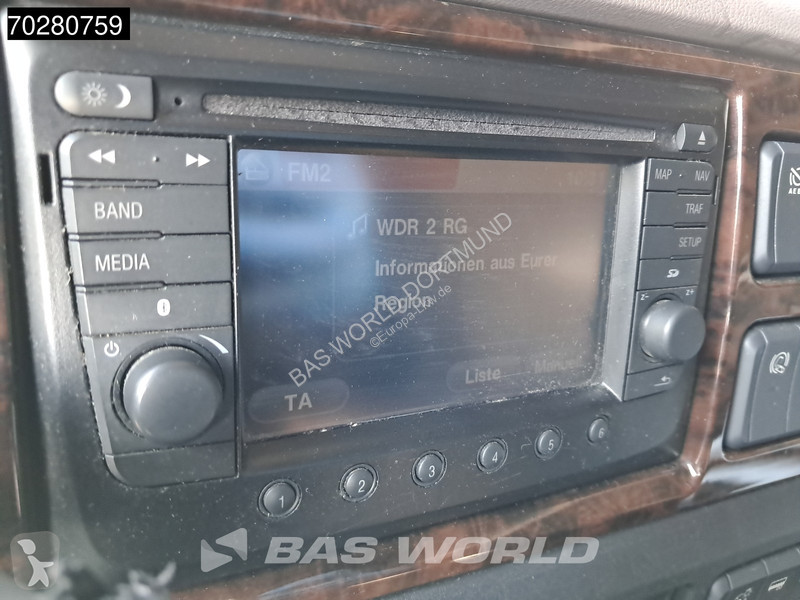 70280759
FM2
MAP NAV
BAND
TRAF
WDR 2 RG
MEDIA
SETUP
Informationen aus Eurer
Region.
Z- Z+
Liste
TA
1 2 3 4 5 6
BAS WORLD DORTMUND
©Europa-Lkw.de
BAS WORLD